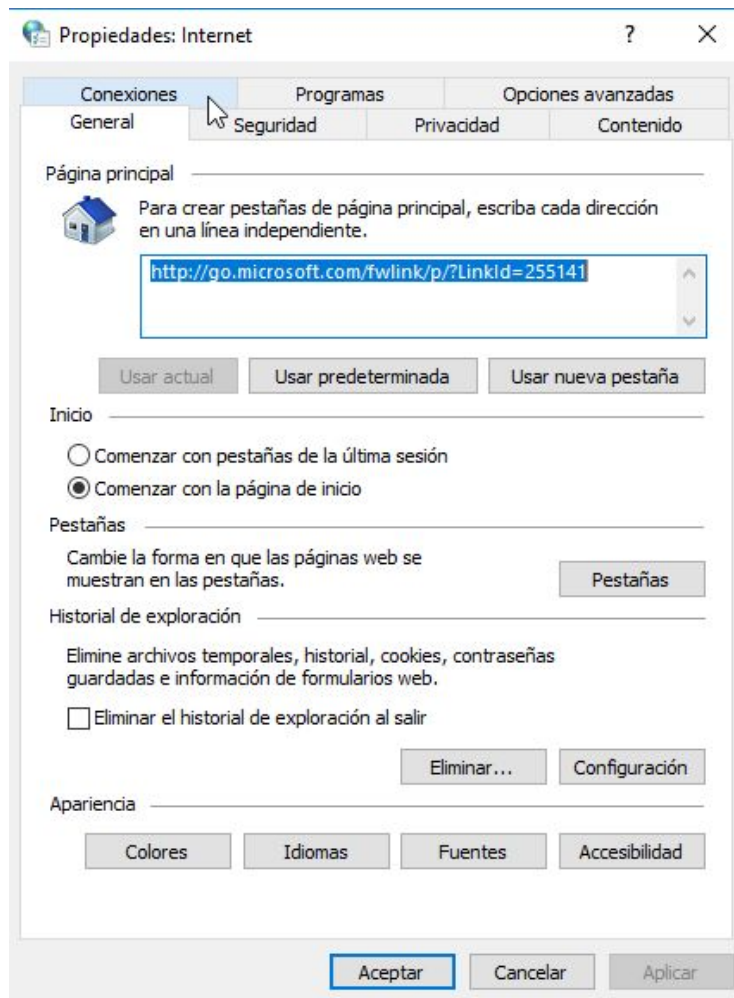 Propiedades: Internet ?
Conexiones Programas Opciones avanzadas
General Seguridad Privacidad Contenido
Página principal
Para crear pestañas de página principal, escriba cada dirección
en una línea independiente.
http://go.microsoft.com/fwlink/p/?LinkId=255141
Usar actual Usar predeterminada Usar nueva pestaña
Inicio
Comenzar con pestañas de la última sesión
Comenzar con la página de inicio
Pestañas
Cambie la forma en que las páginas web se
muestran en las pestañas.
Pestañas
Historial de exploración
Elimine archivos temporales, historial, cookies, contraseñas
guardadas e información de formularios web.
Eliminar el historial de exploración al salir
Eliminar... Configuración
Apariencia
Colores Idiomas Fuentes Accesibilidad
Aceptar Cancelar Aplicar